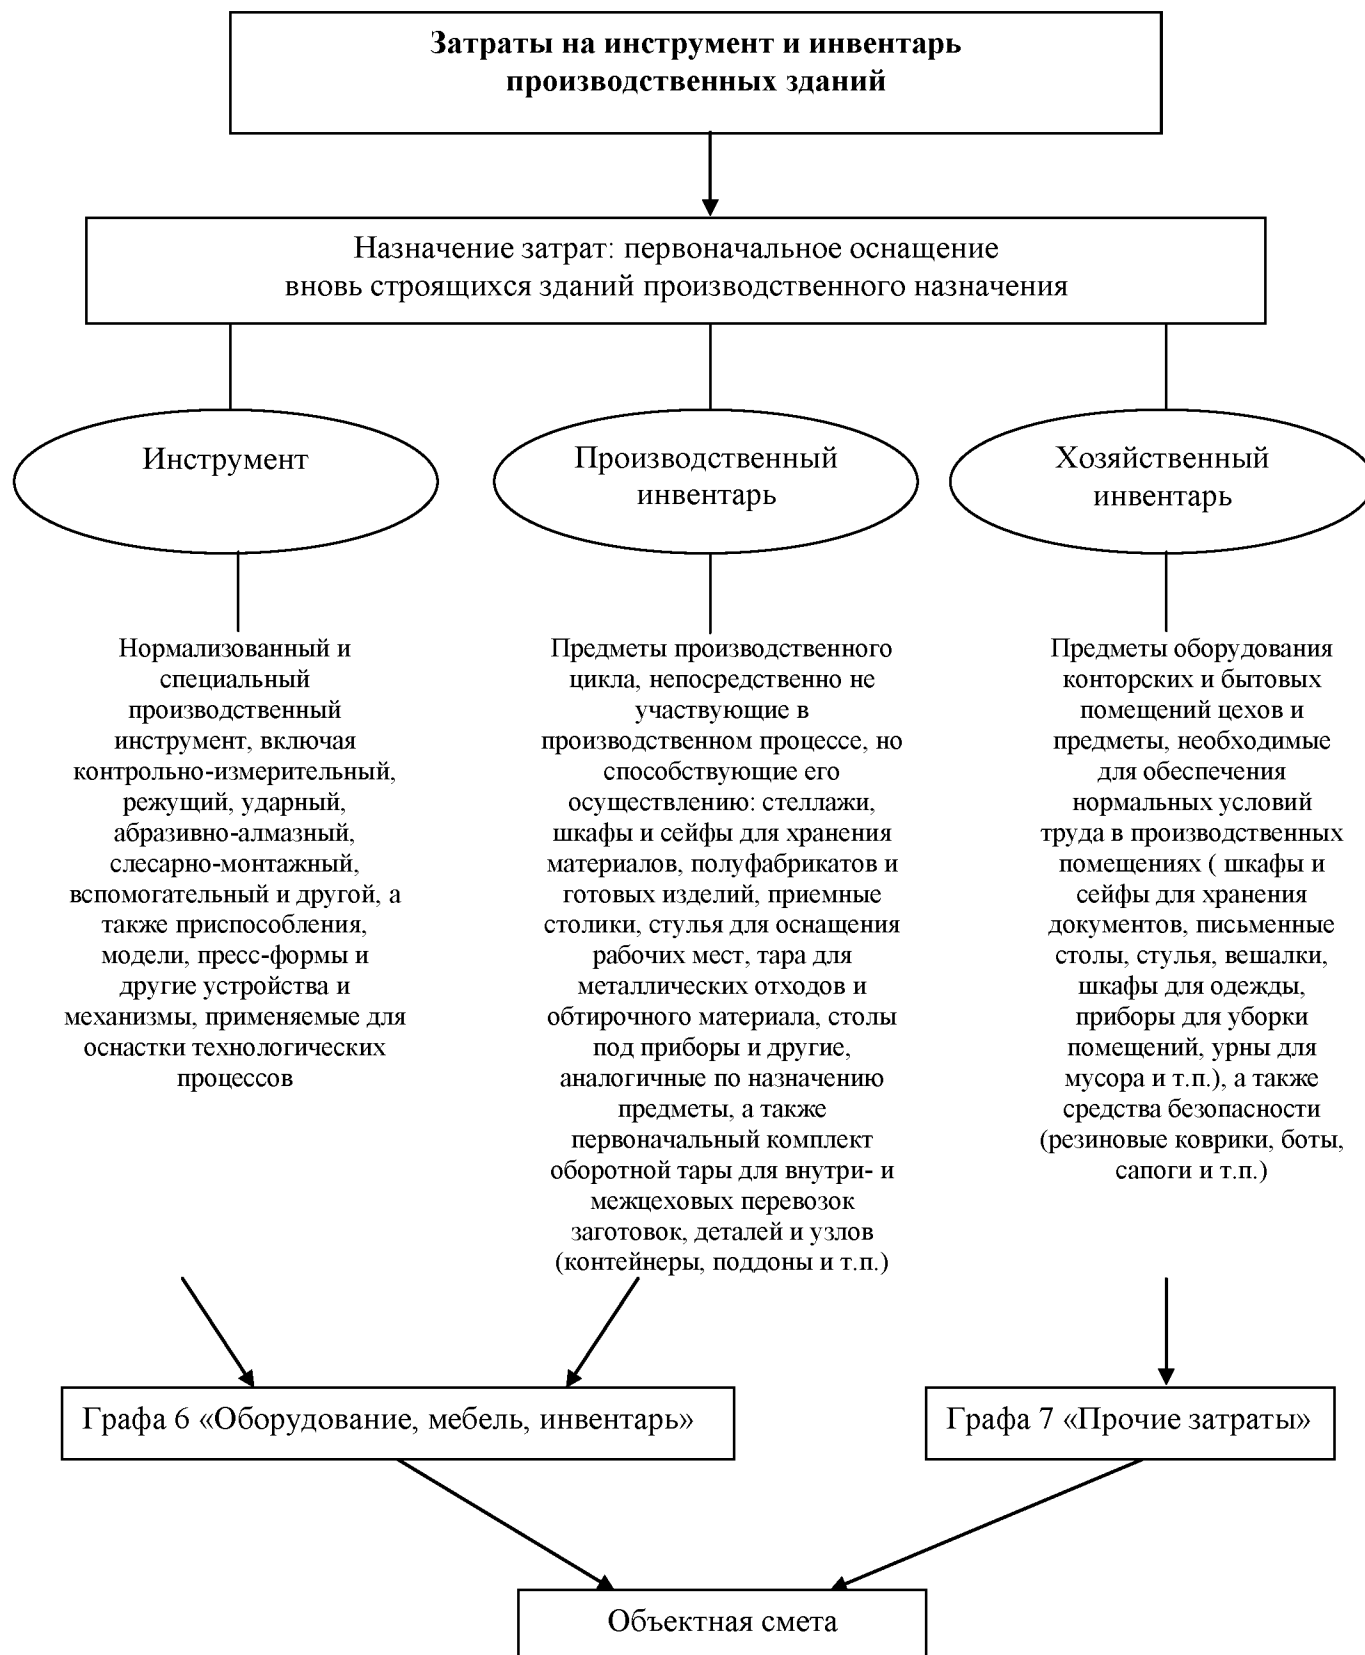 Затраты на инструмент и инвентарь
производственных зданий
Назначение затрат: первоначальное оснащение
вновь строящихся зданий производственного назначения
Инструмент
Производственный
инвентарь
Хозяйственный
инвентарь
Нормализованный и
специальный
производственный
инструмент, включая
контрольно-измерительный,
режущий, ударный,
абразивно-алмазный,
слесарно-монтажный,
вспомогательный и другой, а
также приспособления,
модели, пресс-формы и
другие устройства и
механизмы, применяемые для
оснастки технологических
процессов
Предметы производственного
цикла, непосредственно не
участвующие в
производственном процессе, но
способствующие его
осуществлению: стеллажи,
шкафы и сейфы для хранения
материалов, полуфабрикатов и
готовых изделий, приемные
столики, стулья для оснащения
рабочих мест, тара для
металлических отходов и
обтирочного материала, столы
под приборы и другие,
аналогичные по назначению
предметы, а также
первоначальный комплект
оборотной тары для внутри- и
межцеховых перевозок
заготовок, деталей и узлов
(контейнеры, поддоны и т.п.)
Предметы оборудования
конторских и бытовых
помещений цехов и
предметы, необходимые
для обеспечения
нормальных условий
труда в производственных
помещениях ( шкафы и
сейфы для хранения
документов, письменные
столы, стулья, вешалки,
шкафы для одежды,
приборы для уборки
помещений, урны для
мусора и т.п.), а также
средства безопасности
(резиновые коврики, боты,
сапоги и т.п.)
Графа 6 «Оборудование, мебель, инвентарь»
Графа 7 «Прочие затраты»
Объектная смета